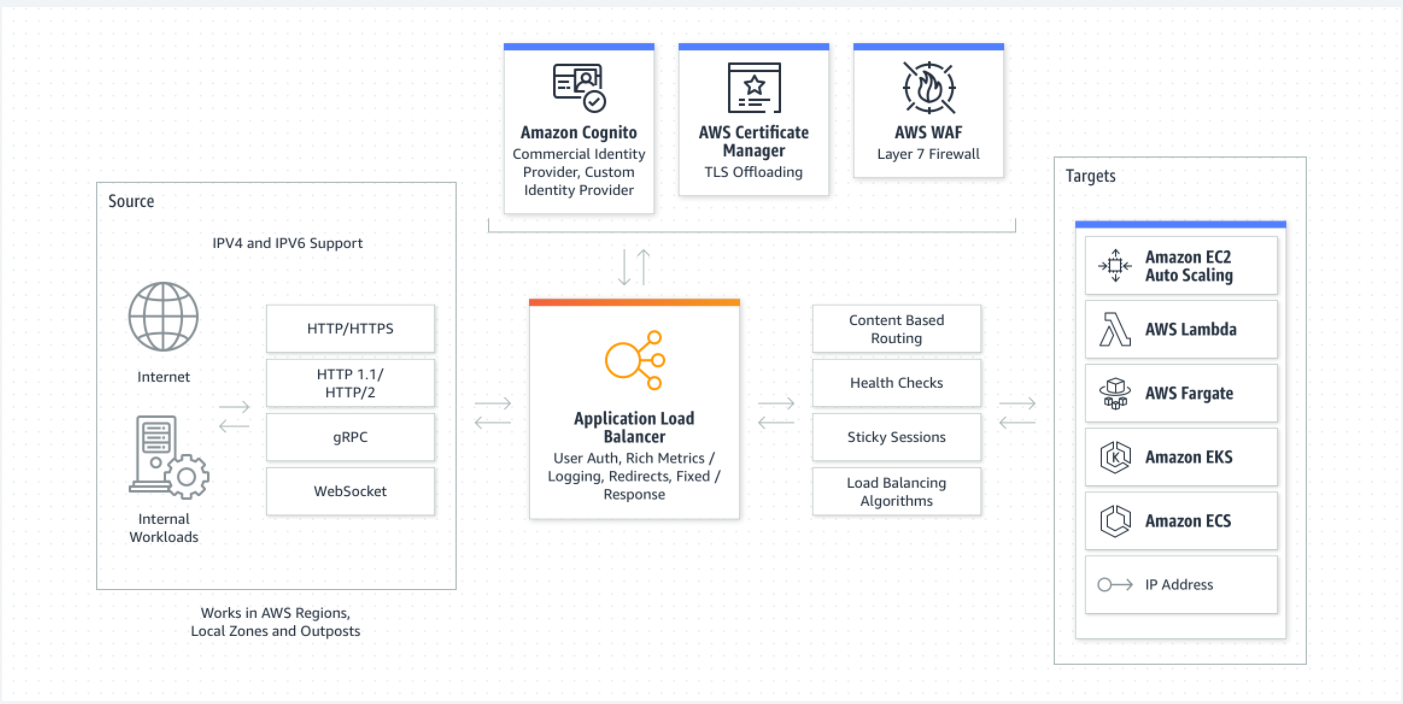 Amazon Cognito
Commercial Identity
Provider, Custom
Identity Provider
AWS Certificate
Manager
TLS Offloading
AWS WAF
Layer 7 Firewall
Source
IPV4 and IPV6 Support
Internet
Internal
Workloads
HTTP/HTTPS
HTTP 1.1/
HTTP/2
gRPC
WebSocket
Works in AWS Regions,
Local Zones and Outposts
Application Load
Balancer
User Auth, Rich Metrics /
Logging, Redirects, Fixed /
Response
Content Based
Routing
Health Checks
Sticky Sessions
Load Balancing
Algorithms
Targets
Amazon EC2
Auto Scaling
AWS Lambda
AWS Fargate
K
Amazon EKS
Amazon ECS
IP Address